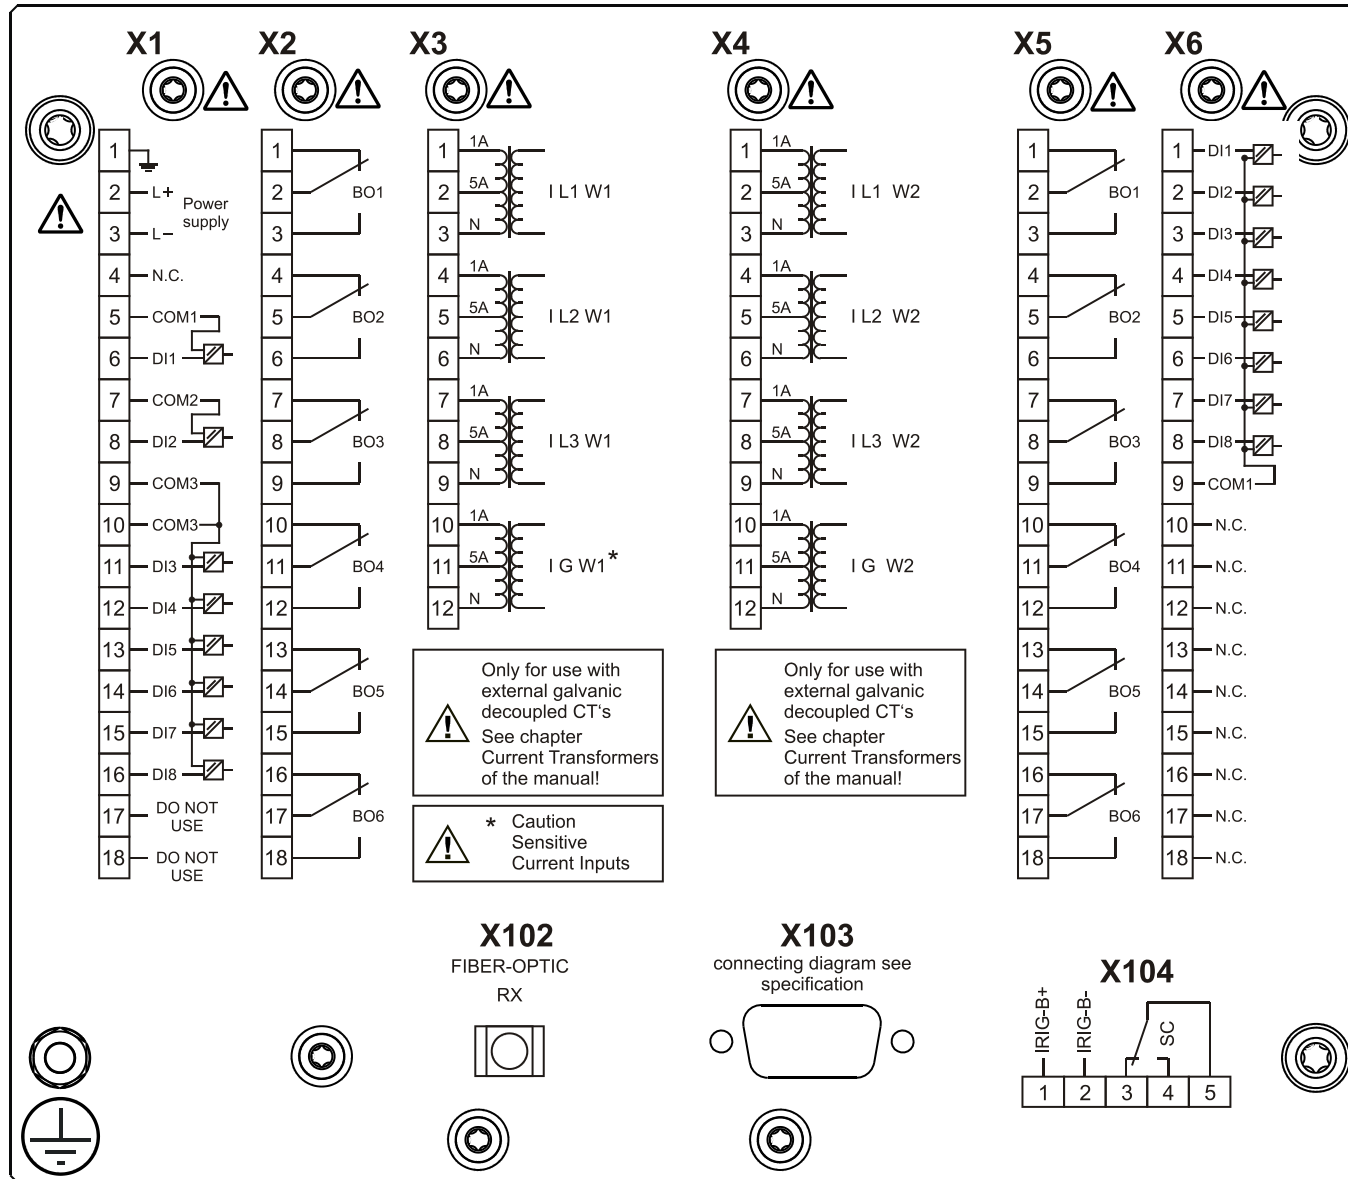 X1
X2
X3
X4
X5
X6
1
2 L+
Power
supply
3 L−
4 N.C.
5 COM1
6 DI1
7 COM2
8 DI2
9 COM3
10 COM3
11 DI3
12 DI4
13 DI5
14 DI6
15 DI7
16 DI8
17 DO NOT
USE
18 DO NOT
USE
1
2 BO1
3
4
5 BO2
6
7
8 BO3
9
10
11 BO4
12
13
14 BO5
15
16
17 BO6
18
1 1A
2 5A I L1 W1
3 N
4 1A
5 5A I L2 W1
6 N
7 1A
8 5A I L3 W1
9 N
10 1A
11 5A I G W1*
12 N
Only for use with
external galvanic
decoupled CT‘s
See chapter
Current Transformers
of the manual!
* Caution
Sensitive
Current Inputs
1 1A
2 5A I L1 W2
3 N
4 1A
5 5A I L2 W2
6 N
7 1A
8 5A I L3 W2
9 N
10 1A
11 5A I G W2
12 N
Only for use with
external galvanic
decoupled CT‘s
See chapter
Current Transformers
of the manual!
1
2 BO1
3
4
5 BO2
6
7
8 BO3
9
10
11 BO4
12
13
14 BO5
15
16
17 BO6
18
1 DI1
2 DI2
3 DI3
4 DI4
5 DI5
6 DI6
7 DI7
8 DI8
9 COM1
10 N.C.
11 N.C.
12 N.C.
13 N.C.
14 N.C.
15 N.C.
16 N.C.
17 N.C.
18 N.C.
X102
FIBER-OPTIC
RX
X103
connecting diagram see
specification
X104
IRIG-B+
IRIG-B-
SC
1 2 3 4 5